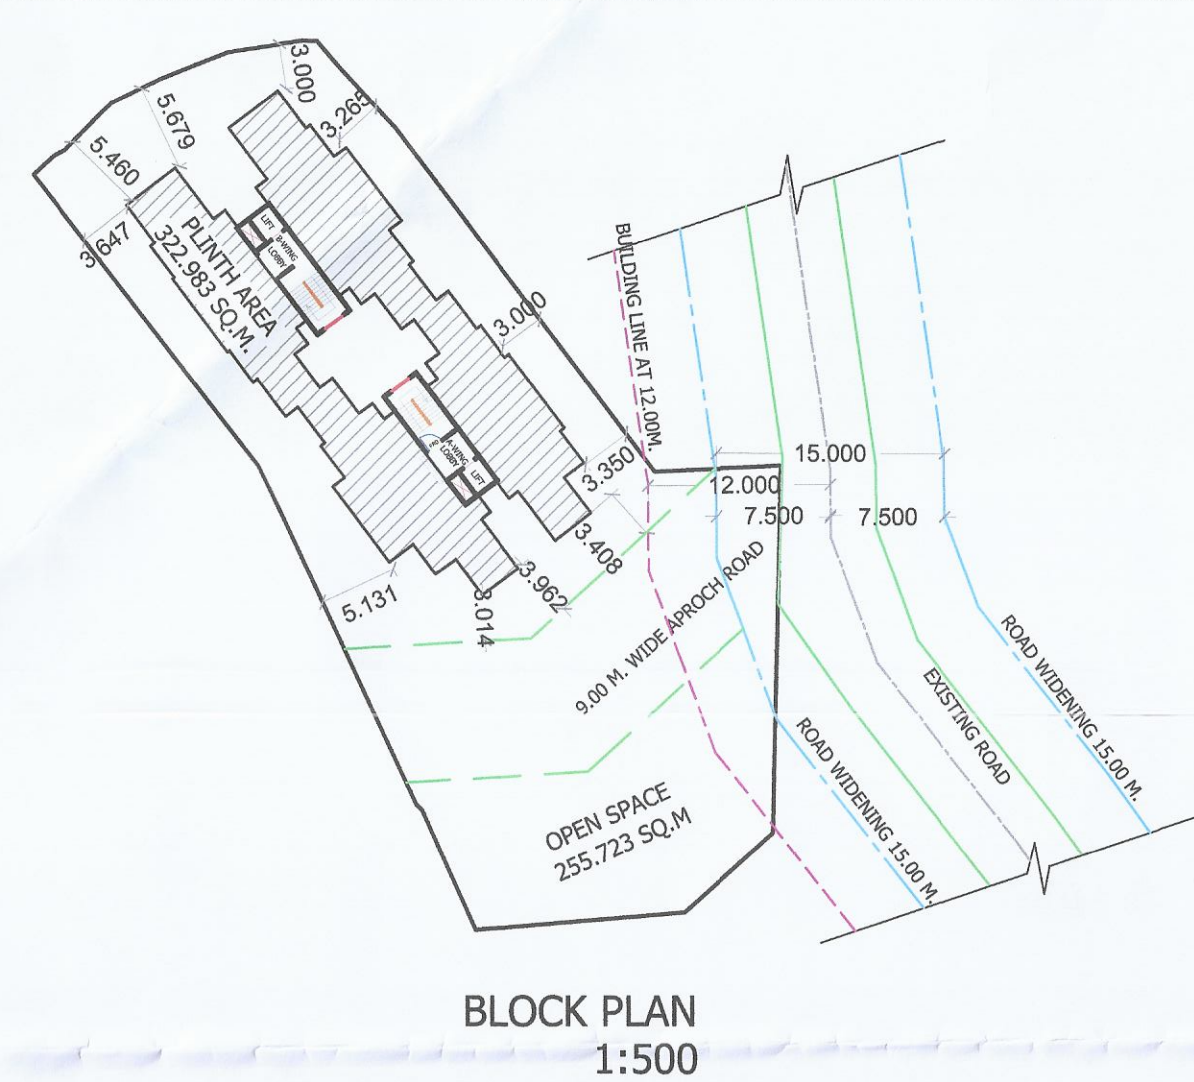 3.000
3.265
5.679
5.460
3.647
PLINTH AREA
322.983 SQ.M.
LIFT
B-WING
LOBBY
3.000
BUILDING LINE AT 12.00M.
A-WING
LOBBY
LIFT
3.350
15.000
12.000
7.500
7.500
3.408
3.962
5.131
3.014
9.00 M. WIDE APROCH ROAD
ROAD WIDENING 15.00 M.
EXISTING ROAD
ROAD WIDENING 15.00 M.
OPEN SPACE
255.723 SQ.M
BLOCK PLAN
1:500